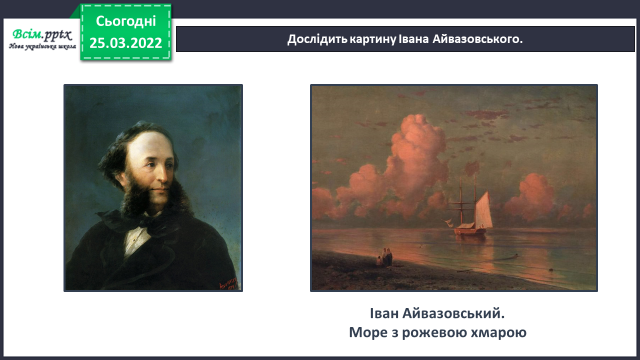 Всім.pptx
Нова українська школа
Сьогодні
25.03.2022
Дослідить картину Івана Айвазовського.
Іван Айвазовський.
Море з рожевою хмарою